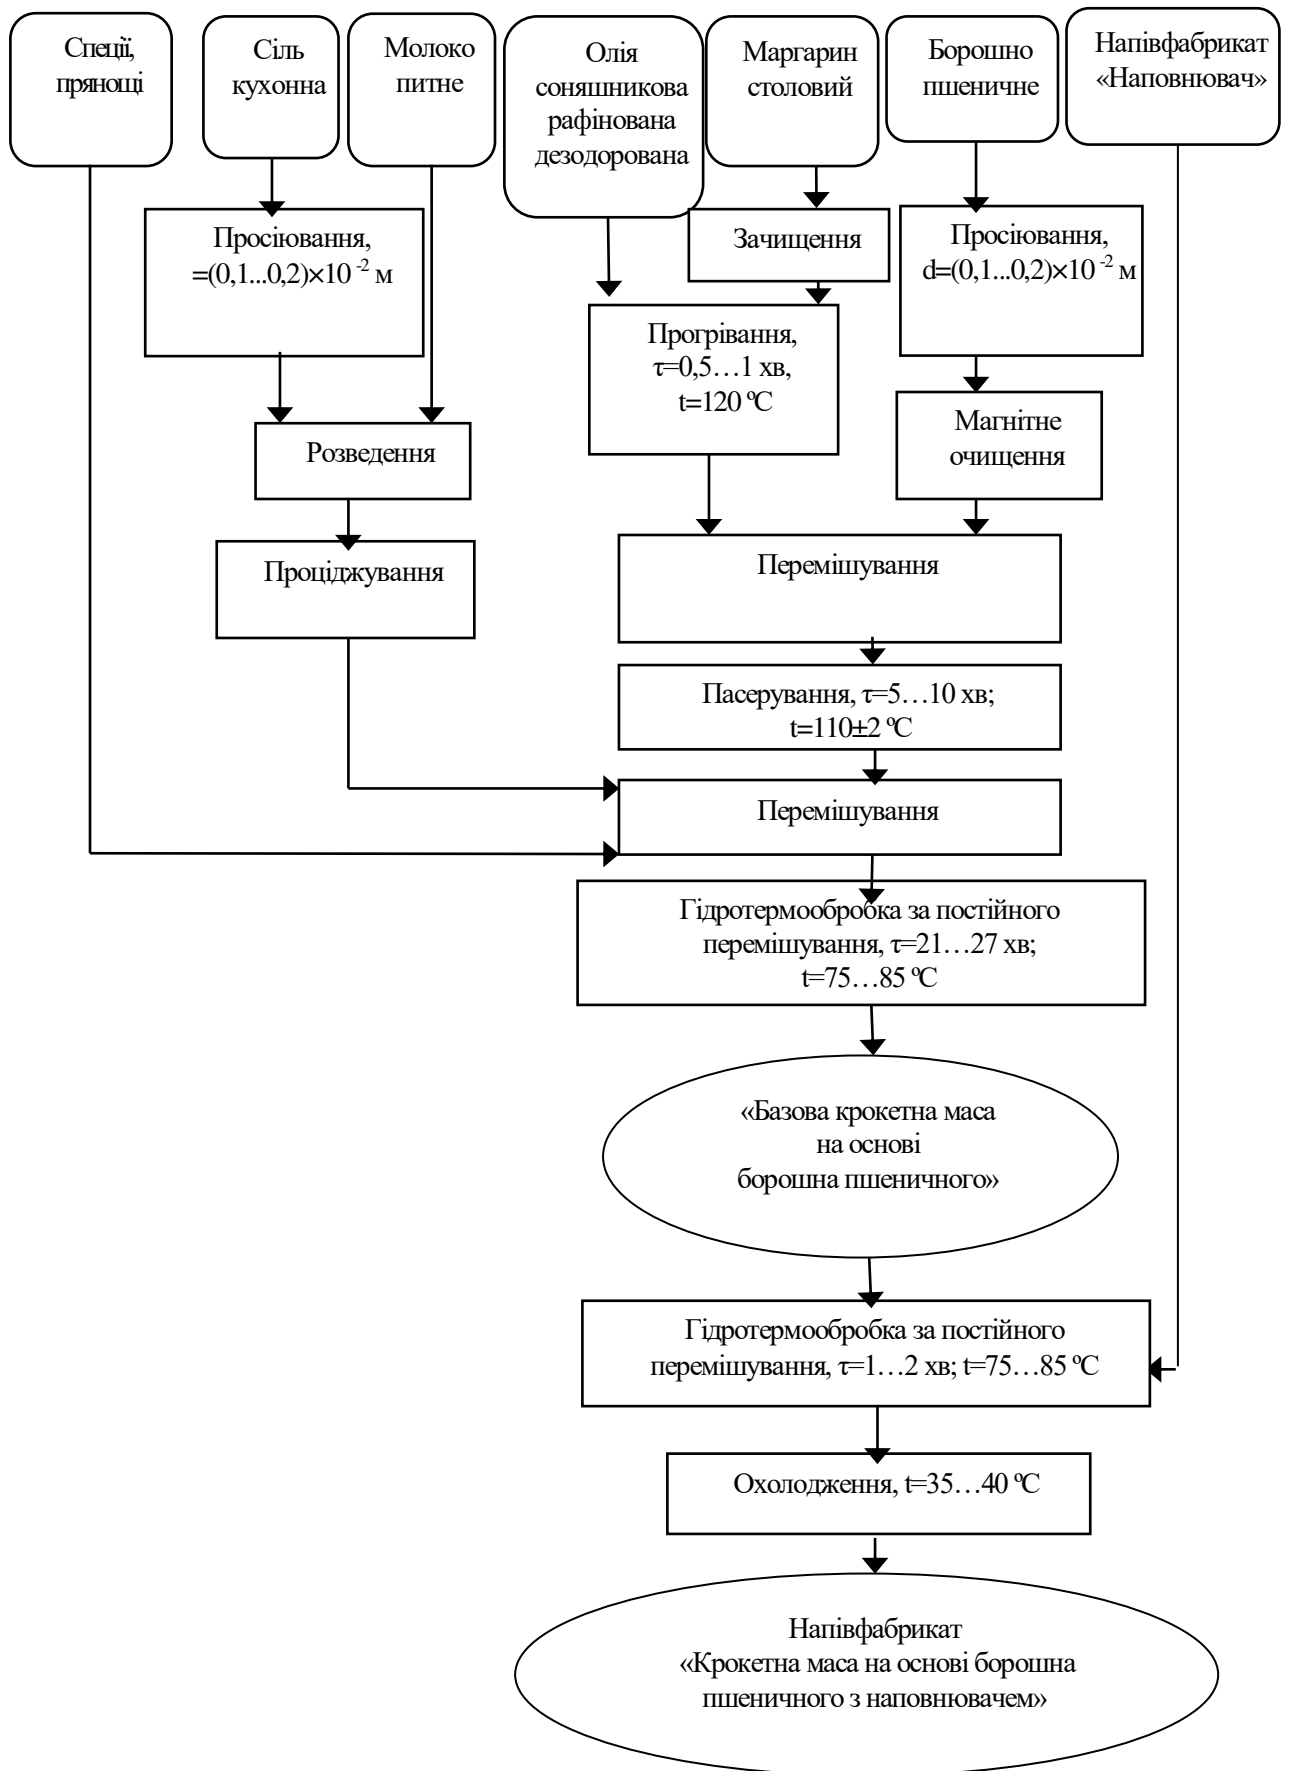 Спеції,
прянощі
Сіль
кухонна
Молоко
питне
Олія
соняшникова
рафінована
дезодорована
Маргарин
столовий
Борошно
пшеничне
Напівфабрикат
«Наповнювач»
Просіювання,
=(0,1...0,2)×10 -2 м
Зачищення
Просіювання,
d=(0,1...0,2)×10 -2 м
Прогрівання,
τ=0,5…1 хв,
t=120 ºС
Магнітне
очищення
Розведення
Проціджування
Перемішування
Пасерування, τ=5…10 хв;
t=110±2 ºС
Перемішування
Гідротермообробка за постійного
перемішування, τ=21…27 хв;
t=75…85 ºС
«Базова крокетна маса
на основі
борошна пшеничного»
Гідротермообробка за постійного
перемішування, τ=1…2 хв; t=75…85 ºС
Охолодження, t=35…40 ºС
Напівфабрикат
«Крокетна маса на основі борошна
пшеничного з наповнювачем»